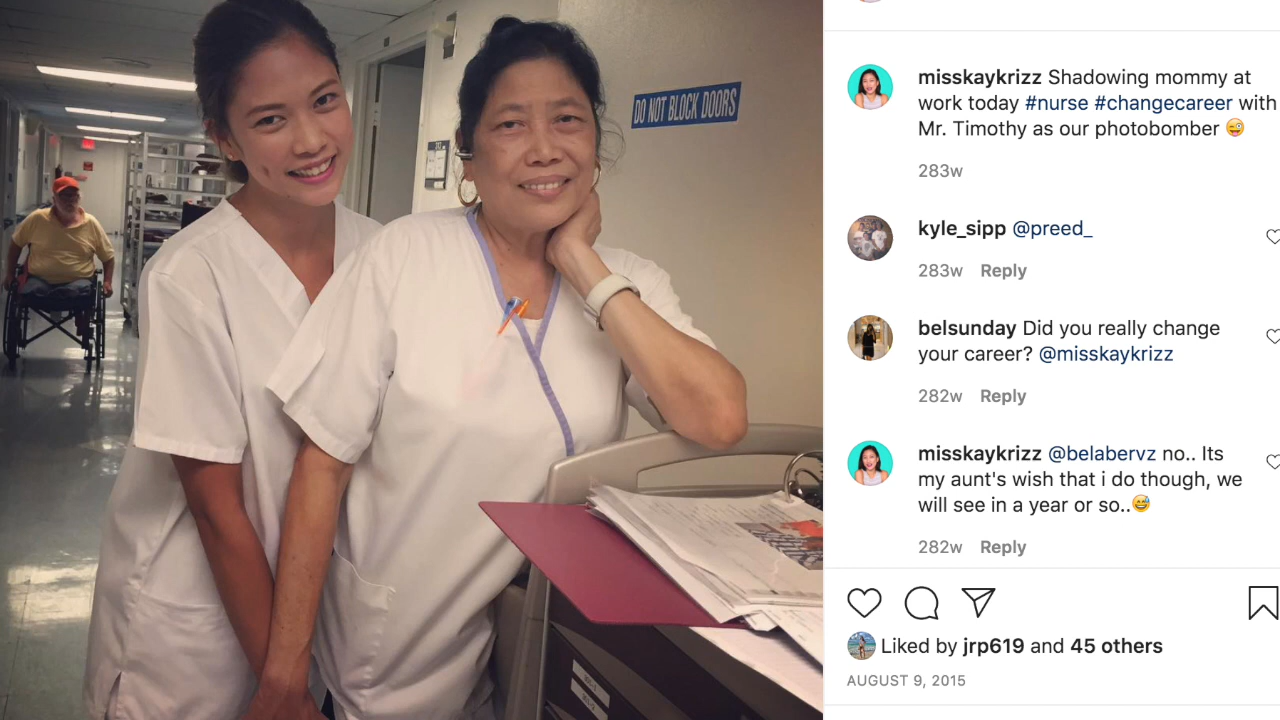 DO NOT BLOCK DOORS
misskaykrizz Shadowing mommy at
work today #nurse #changecareer with
Mr. Timothy as our photobomber 😜
283w
kyle_sipp @preed_
283w Reply
belsunday Did you really change
your career? @misskaykrizz
282w Reply
misskaykrizz @belabervz no.. Its
my aunt's wish that i do though, we
will see in a year or so..😅
282w Reply
Liked by jrp619 and 45 others
AUGUST 9, 2015